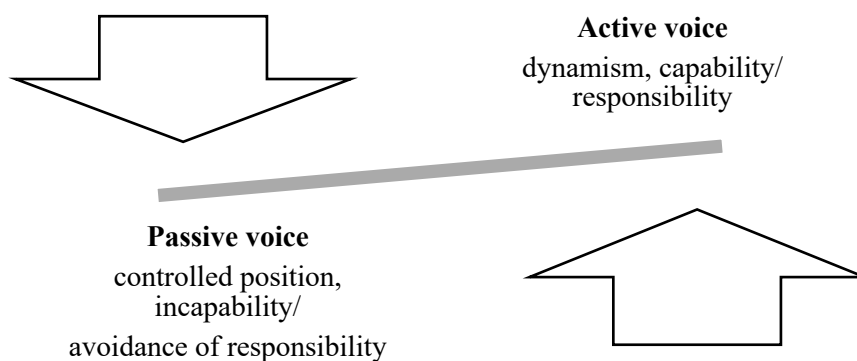 Active voice
dynamism, capability/
responsibility
Passive voice
controlled position,
incapability/
avoidance of responsibility